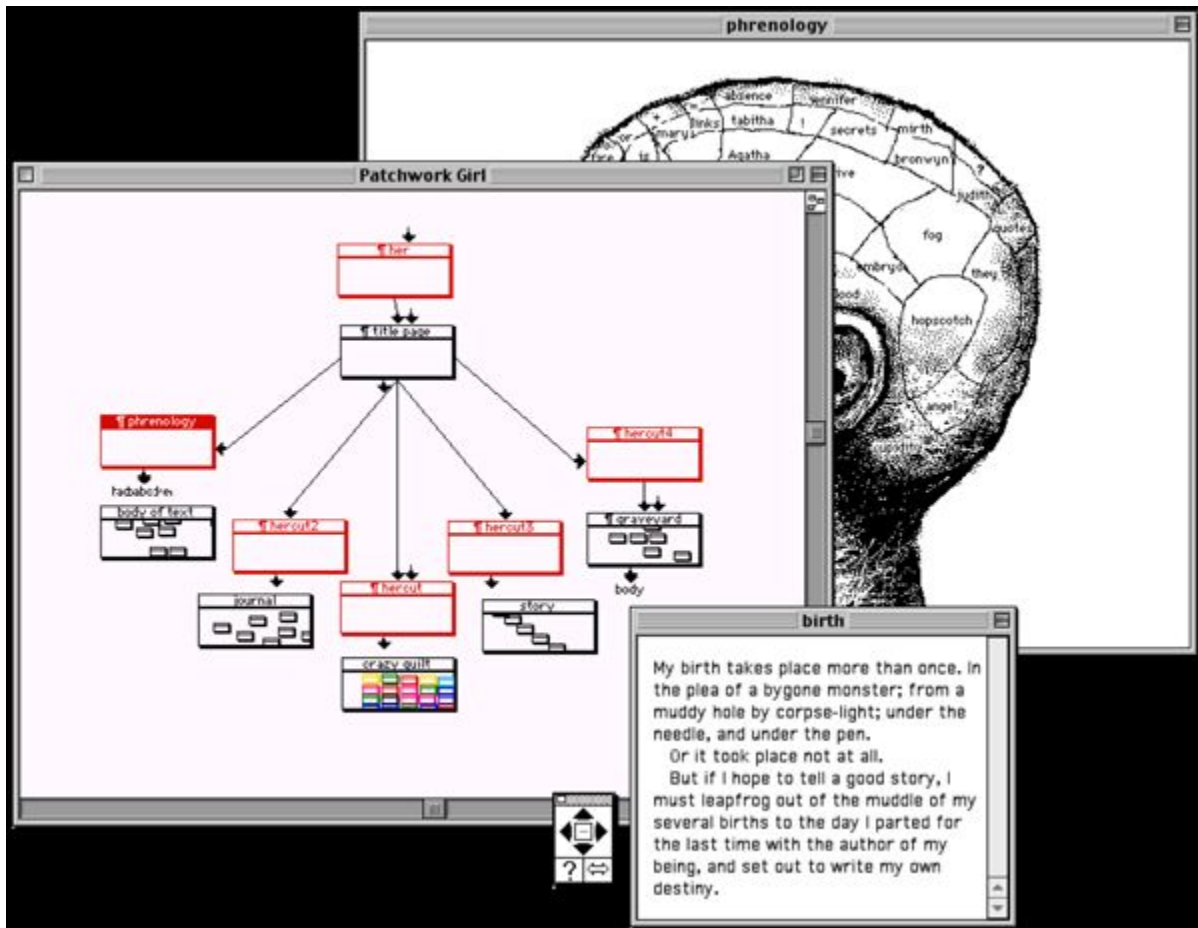 phrenology
absence
jennifer
or
+
=
mary
links
tabitha
!
secrets
mirth
fire
is
Agatha
bronwyn
?
judith
quotes
fog
embryo
they
hopscotch
angel
Patchwork Girl
¶ her
¶ title page
¶ phrenology
¶ hercut4
body of text
¶ hercut2
¶ hercut3
¶ graveyard
journal
¶ hercut
story
body
crazy quilt
?
birth
My birth takes place more than once. In
the plea of a bygone monster; from a
muddy hole by corpse-light; under the
needle, and under the pen.
Or it took place not at all.
But if I hope to tell a good story, I
must leapfrog out of the muddle of my
several births to the day I parted for
the last time with the author of my
being, and set out to write my own
destiny.